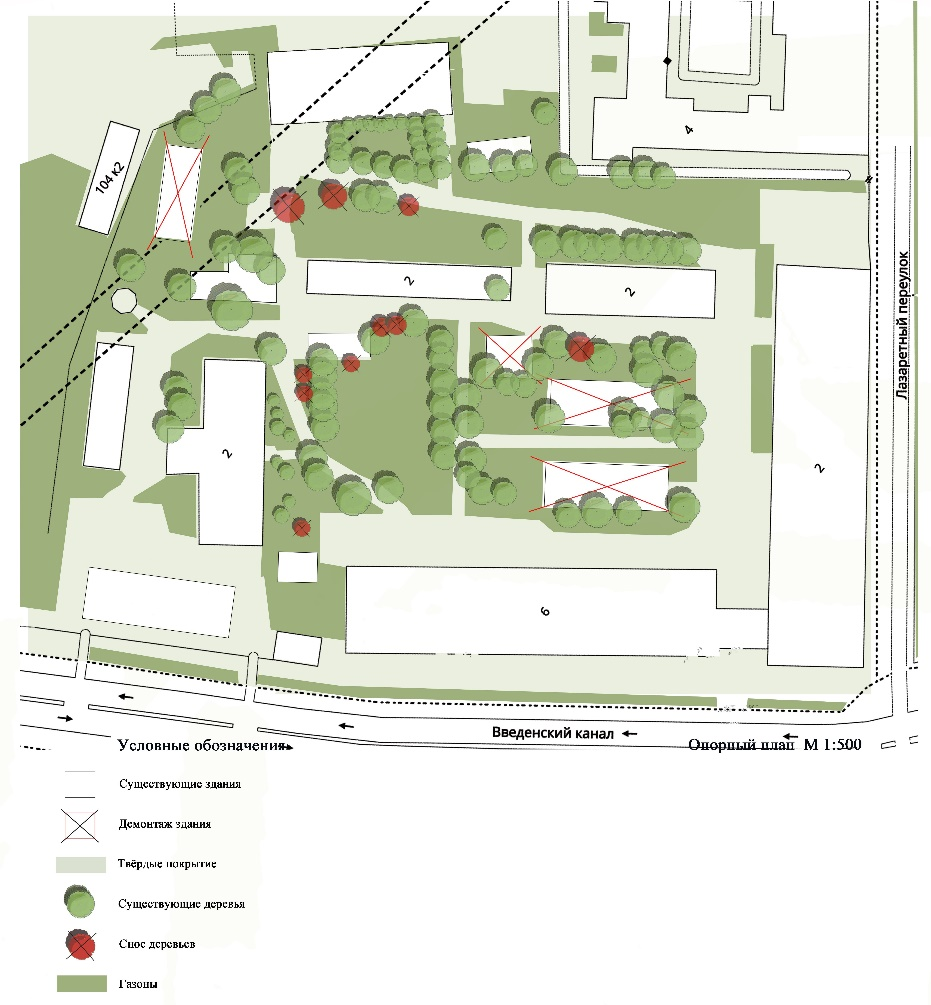 4
104 к2
2
2
Лазаретный переулок
2
2
6
Введенский канал
Условные обозначения
Опорный план М 1:500
Существующие здания
Демонтаж здания
Твёрдые покрытие
Существующие деревья
Снос деревьев
Газоны